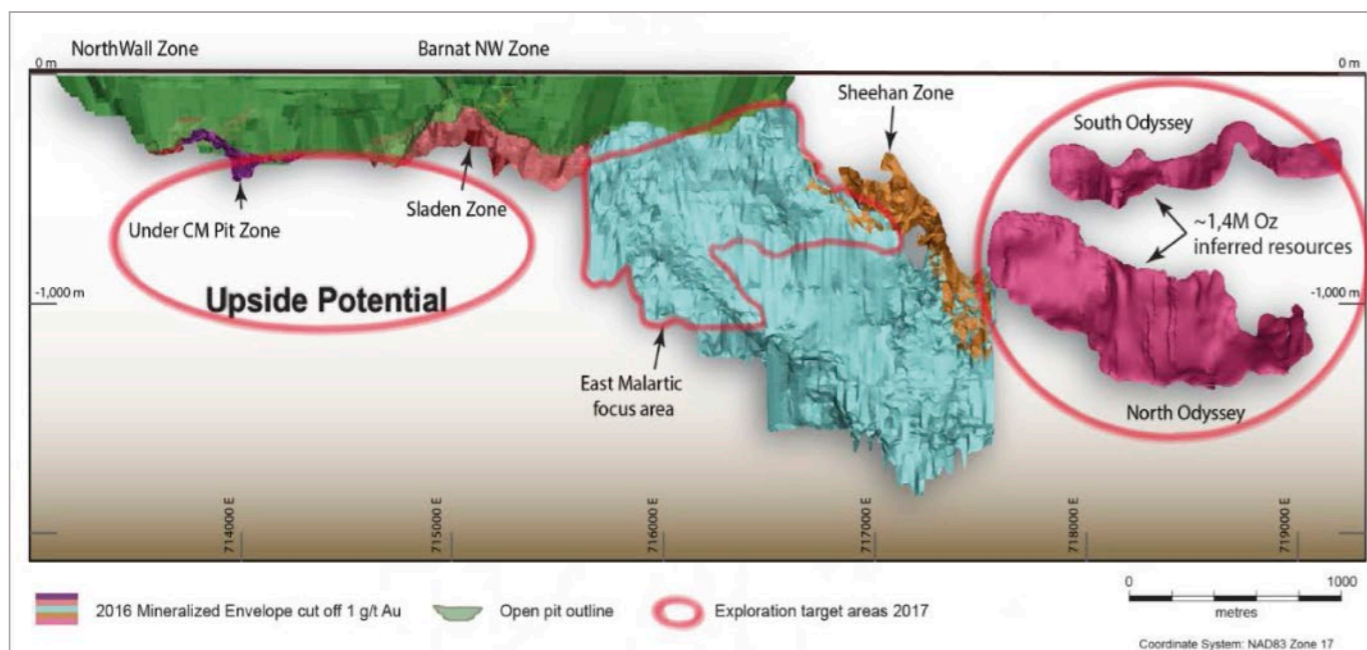 NorthWall Zone
Barnat NW Zone
0 m
0 m
Sheehan Zone
South Odyssey
Under CM Pit Zone
Sladen Zone
~1,4M Oz
inferred resources
Upside Potential
-1,000 m
-1,000 m
East Malartic
focus area
North Odyssey
714000 E
715000 E
716000 E
717000 E
718000 E
719000 E
2016 Mineralized Envelope cut off 1 g/t Au
Open pit outline
Exploration target areas 2017
0
1000
metres
Coordinate System: NAD83 Zone 17